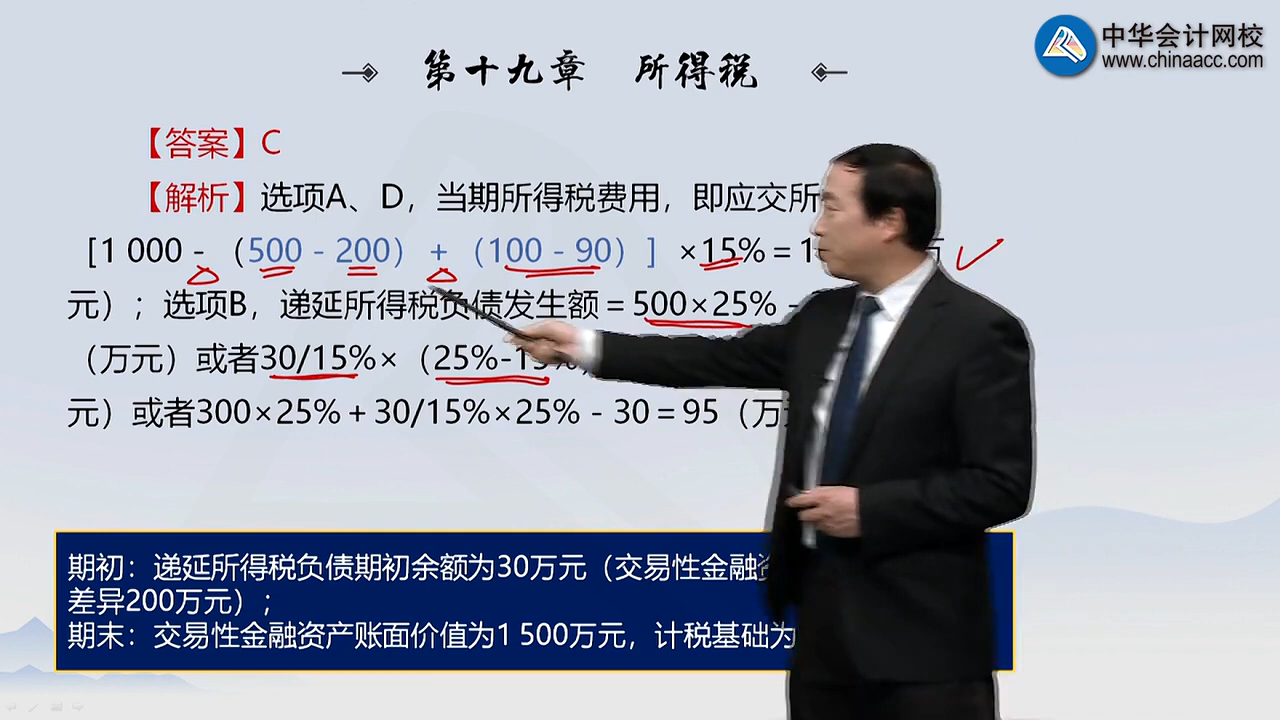 中华会计网校
www.chinaacc.com
第十九章 所得税
【答案】C
【解析】选项A、D，当期所得税费用，即应交所
[1 000－（500－200）＋（100－90）] ×15%＝1
元）；选项B，递延所得税负债发生额＝500×25%－
（万元）或者30/15%×（25%-15%
元）或者300×25%＋30/15%×25%－30＝95（万
期初：递延所得税负债期初余额为30万元（交易性金融
差异200万元）；
期末：交易性金融资产账面价值为1 500万元，计税基础为